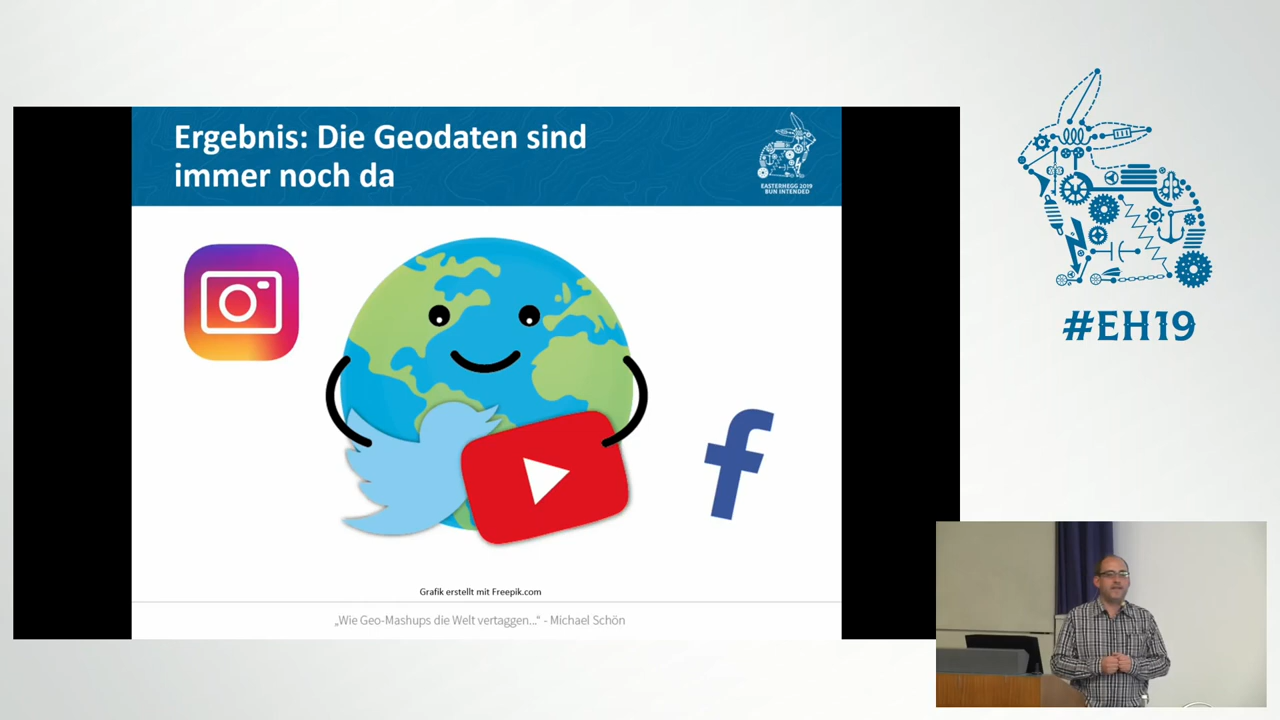 Ergebnis: Die Geodaten sind
immer noch da
EASTERHEGG 2019
BUN INTENDED
#EH19
Grafik erstellt mit Freepik.com
„Wie Geo-Mashups die Welt vertaggen...“ - Michael Schön